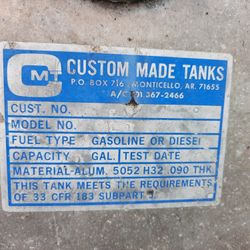 CMT CUSTOM MADE TANKS
P.O. BOX 716 MONTICELLO, AR. 71655
367-2466
CUST. NO.
MODEL NO.
FUEL TYPE GASOLINE OR DIESEL
CAPACITY GAL. TEST DATE
MATERIAL-ALUM. 5052 H32 .090 THK.
THIS TANK MEETS THE REQUIREMENTS
OF 33 CFR 183 SUBPART